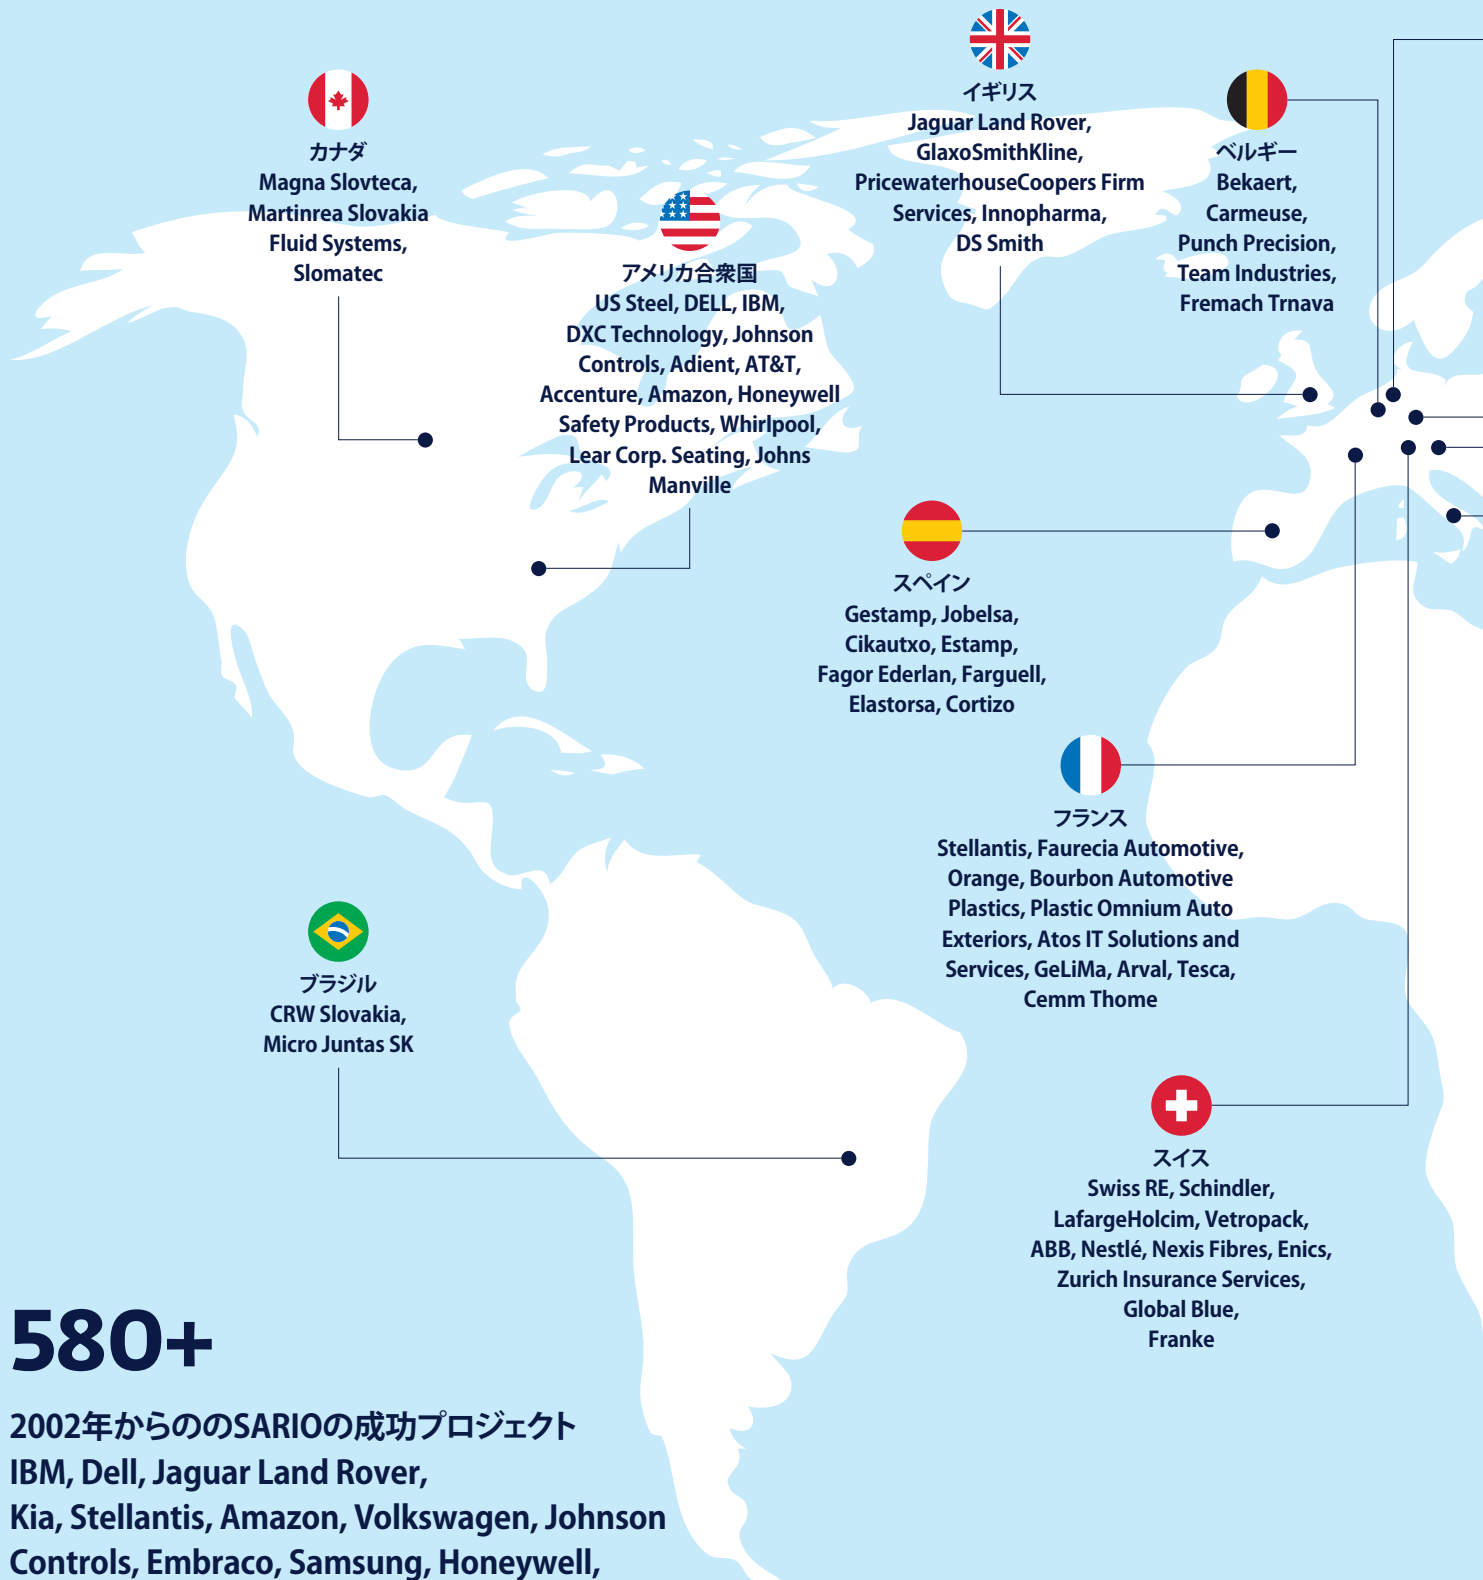 イギリス
Jaguar Land Rover,
GlaxoSmithKline,
PricewaterhouseCoopers Firm
Services, Innopharma,
DS Smith
ベルギー
Bekaert,
Carmeuse,
Punch Precision,
Team Industries,
Fremach Trnava
カナダ
Magna Slovteca,
Martinrea Slovakia
Fluid Systems,
Slomatec
アメリカ合衆国
US Steel, DELL, IBM,
DXC Technology, Johnson
Controls, Adient, AT&T,
Accenture, Amazon, Honeywell
Safety Products, Whirlpool,
Lear Corp. Seating, Johns
Manville
スペイン
Gestamp, Jobelsa,
Cikautxo, Estamp,
Fagor Ederlan, Farguell,
Elastorsa, Cortizo
フランス
Stellantis, Faurecia Automotive,
Orange, Bourbon Automotive
Plastics, Plastic Omnium Auto
Exteriors, Atos IT Solutions and
Services, GeLiMa, Arval, Tesca,
Cemm Thome
ブラジル
CRW Slovakia,
Micro Juntas SK
スイス
Swiss RE, Schindler,
LafargeHolcim, Vetropack,
ABB, Nestlé, Nexis Fibres, Enics,
Zurich Insurance Services,
Global Blue,
Franke
580+
2002年からののSARIOの成功プロジェクト
IBM, Dell, Jaguar Land Rover,
Kia, Stellantis, Amazon, Volkswagen, Johnson
Controls, Embraco, Samsung, Honeywell,